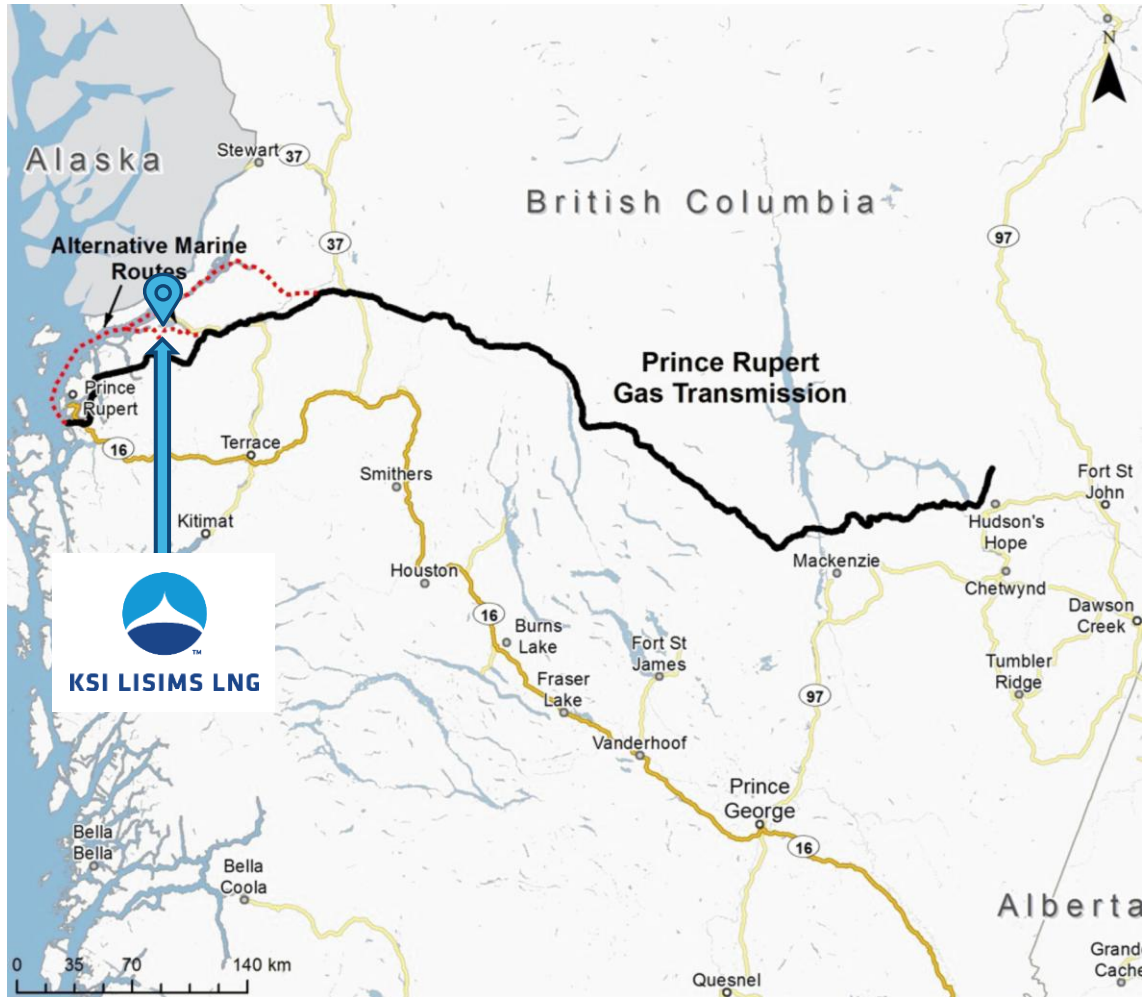 N
Alaska
Stewart
37
British Columbia
37
97
Alternative Marine
Routes
Prince Rupert
Gas Transmission
Prince
Rupert
16
Terrace
Smithers
Fort St
John
Kitimat
Hudson's
Hope
Houston
Mackenzie
Chetwynd
TM
KSI LISIMS LNG
16
Burns
Lake
Fort St
James
Dawson
Creek
Fraser
Lake
Tumbler
Ridge
97
Vanderhoof
Prince
George
16
Bella
Bella
Bella
Coola
Alberta
Grande
Cache
0 35 70 140 km
Quesnel